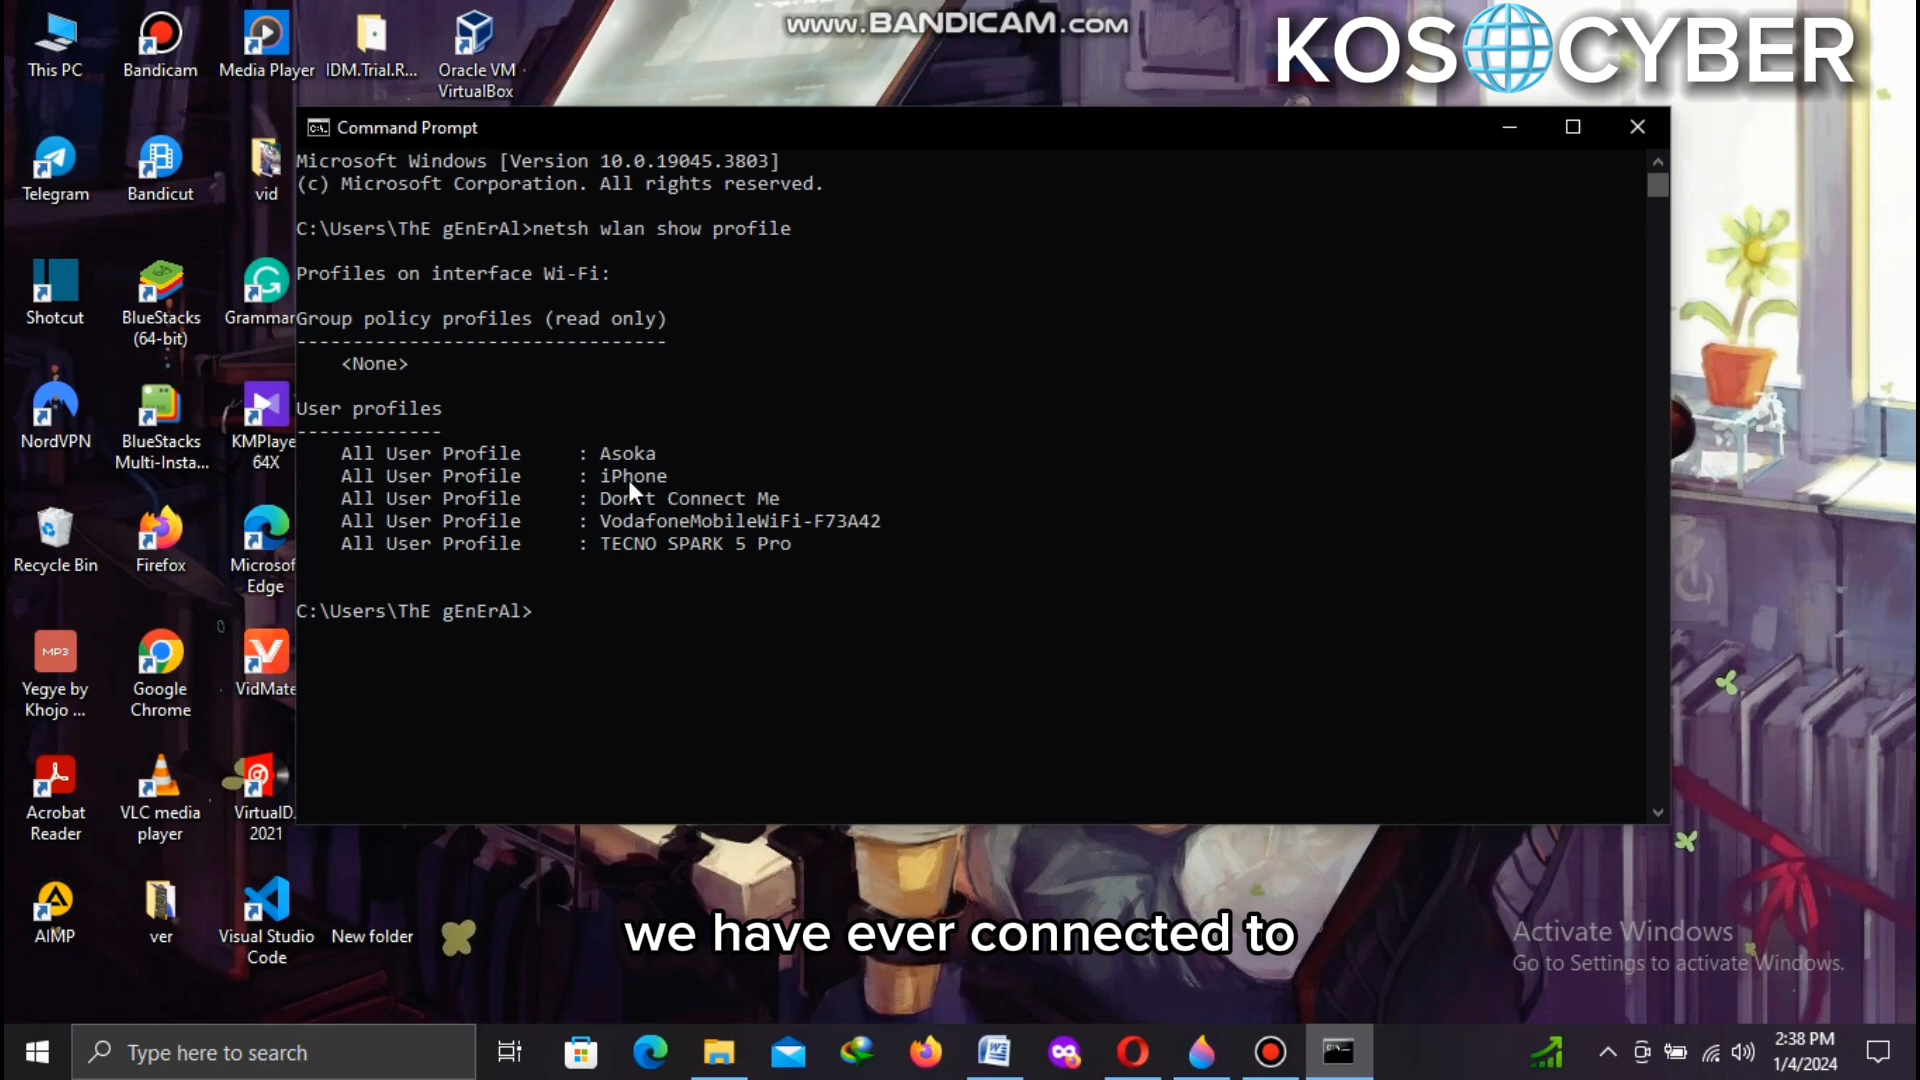 www.BANDICAM.com
KOS CYBER
This PC
Bandicam
Media Player
IDM.Trial.R...
Oracle VM
VirtualBox
Telegram
Bandicut
vid
Shotcut
BlueStacks
(64-bit)
Grammar
NordVPN
BlueStacks
Multi-Insta...
KMPlaye
64X
Recycle Bin
Firefox
Microsof
Edge
MP3
Yegye by
Khojo ...
Google
Chrome
VidMate
Acrobat
Reader
VLC media
player
VirtualD.
2021
AIMP
ver
Visual Studio
Code
New folder
Command Prompt
Microsoft Windows [Version 10.0.19045.3803]
(c) Microsoft Corporation. All rights reserved.
C:\Users\ThE gEnErAl>netsh wlan show profile
Profiles on interface Wi-Fi:
Group policy profiles (read only)
---------------------------------
<None>
User profiles
-------------
All User Profile     : Asoka
All User Profile     : iPhone
All User Profile     : Don't Connect Me
All User Profile     : VodafoneMobileWiFi-F73A42
All User Profile     : TECNO SPARK 5 Pro
C:\Users\ThE gEnErAl>
we have ever connected to
Activate Windows
Go to Settings to activate Windows.
Type here to search
2:38 PM
1/4/2024